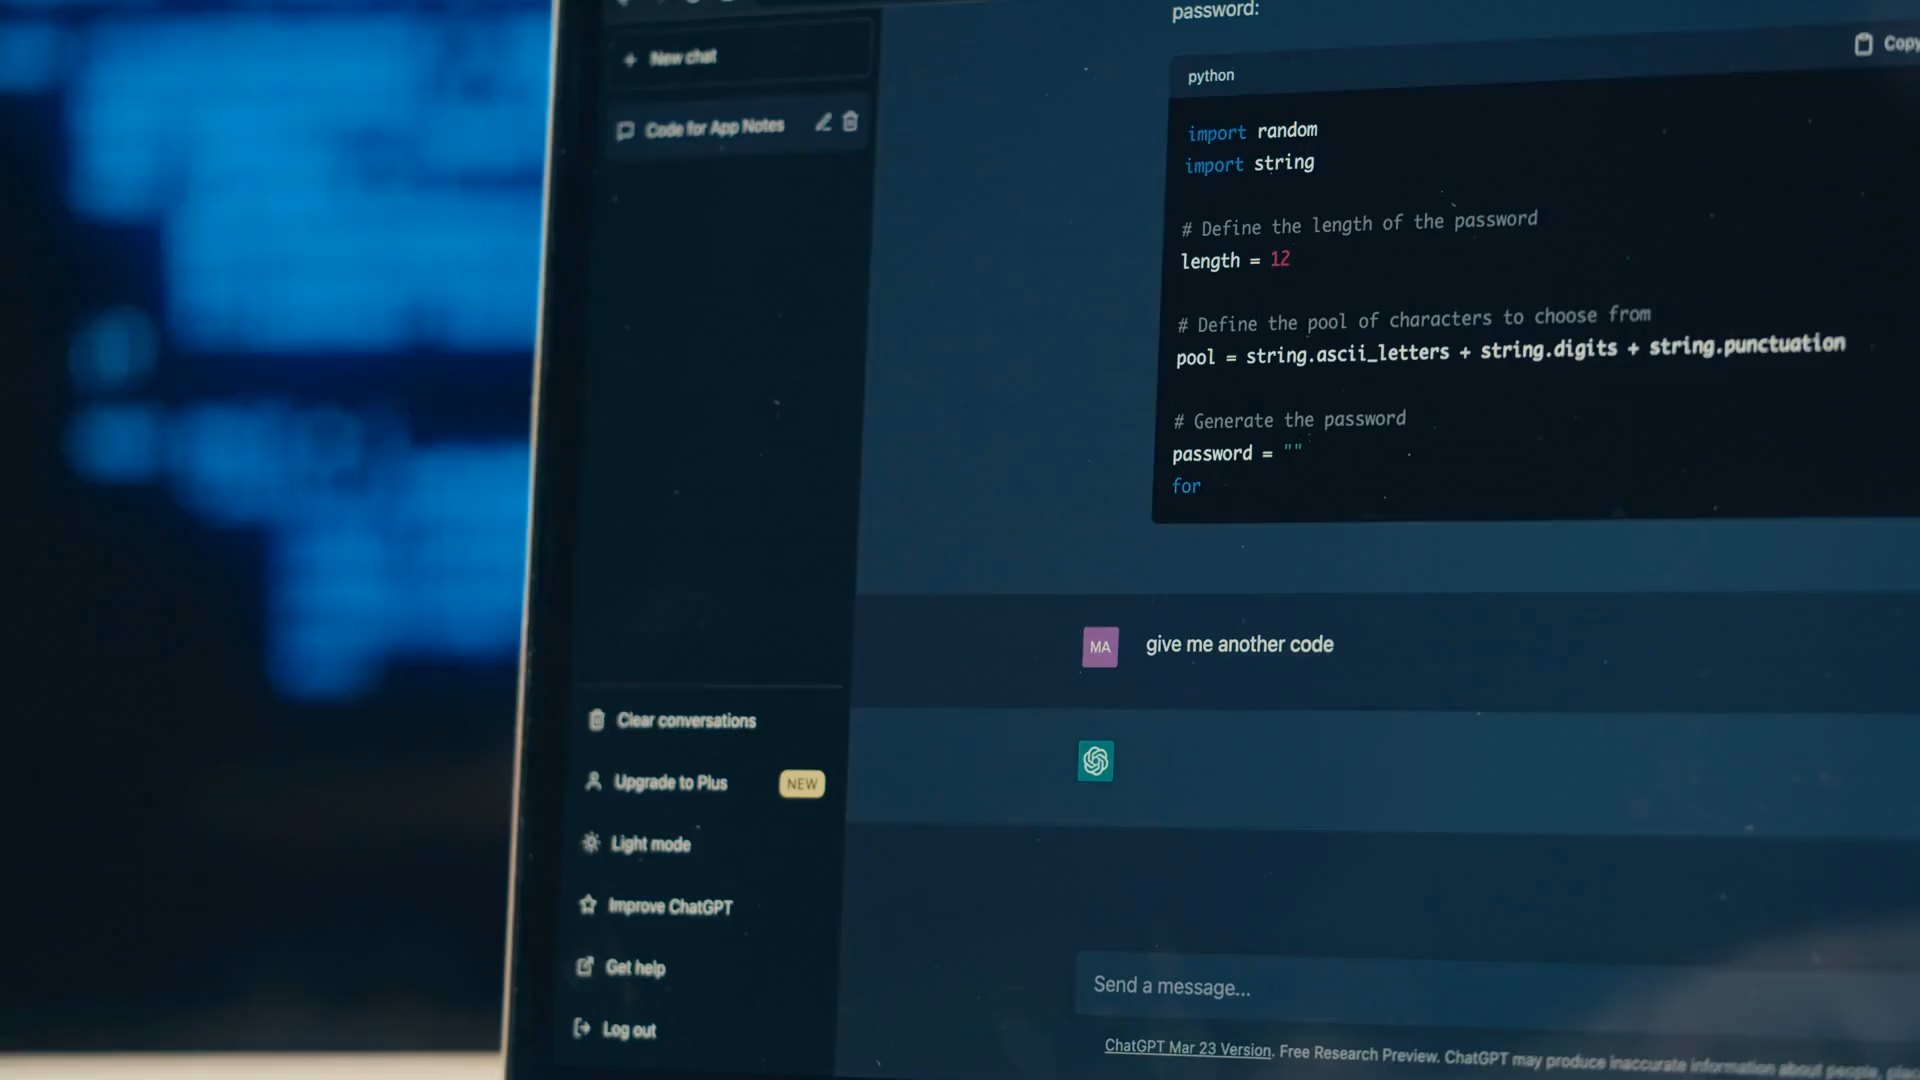 New chat
Code for App Notes
Clear conversations
Upgrade to Plus
NEW
Light mode
Improve ChatGPT
Get help
Log out
password:
python
Copy
import random
import string
# Define the length of the password
length = 12
# Define the pool of characters to choose from
pool = string.ascii_letters + string.digits + string.punctuation
# Generate the password
password = ""
for
MA
give me another code
Send a message...
ChatGPT Mar 23 Version. Free Research Preview. ChatGPT may produce inaccurate information about people,